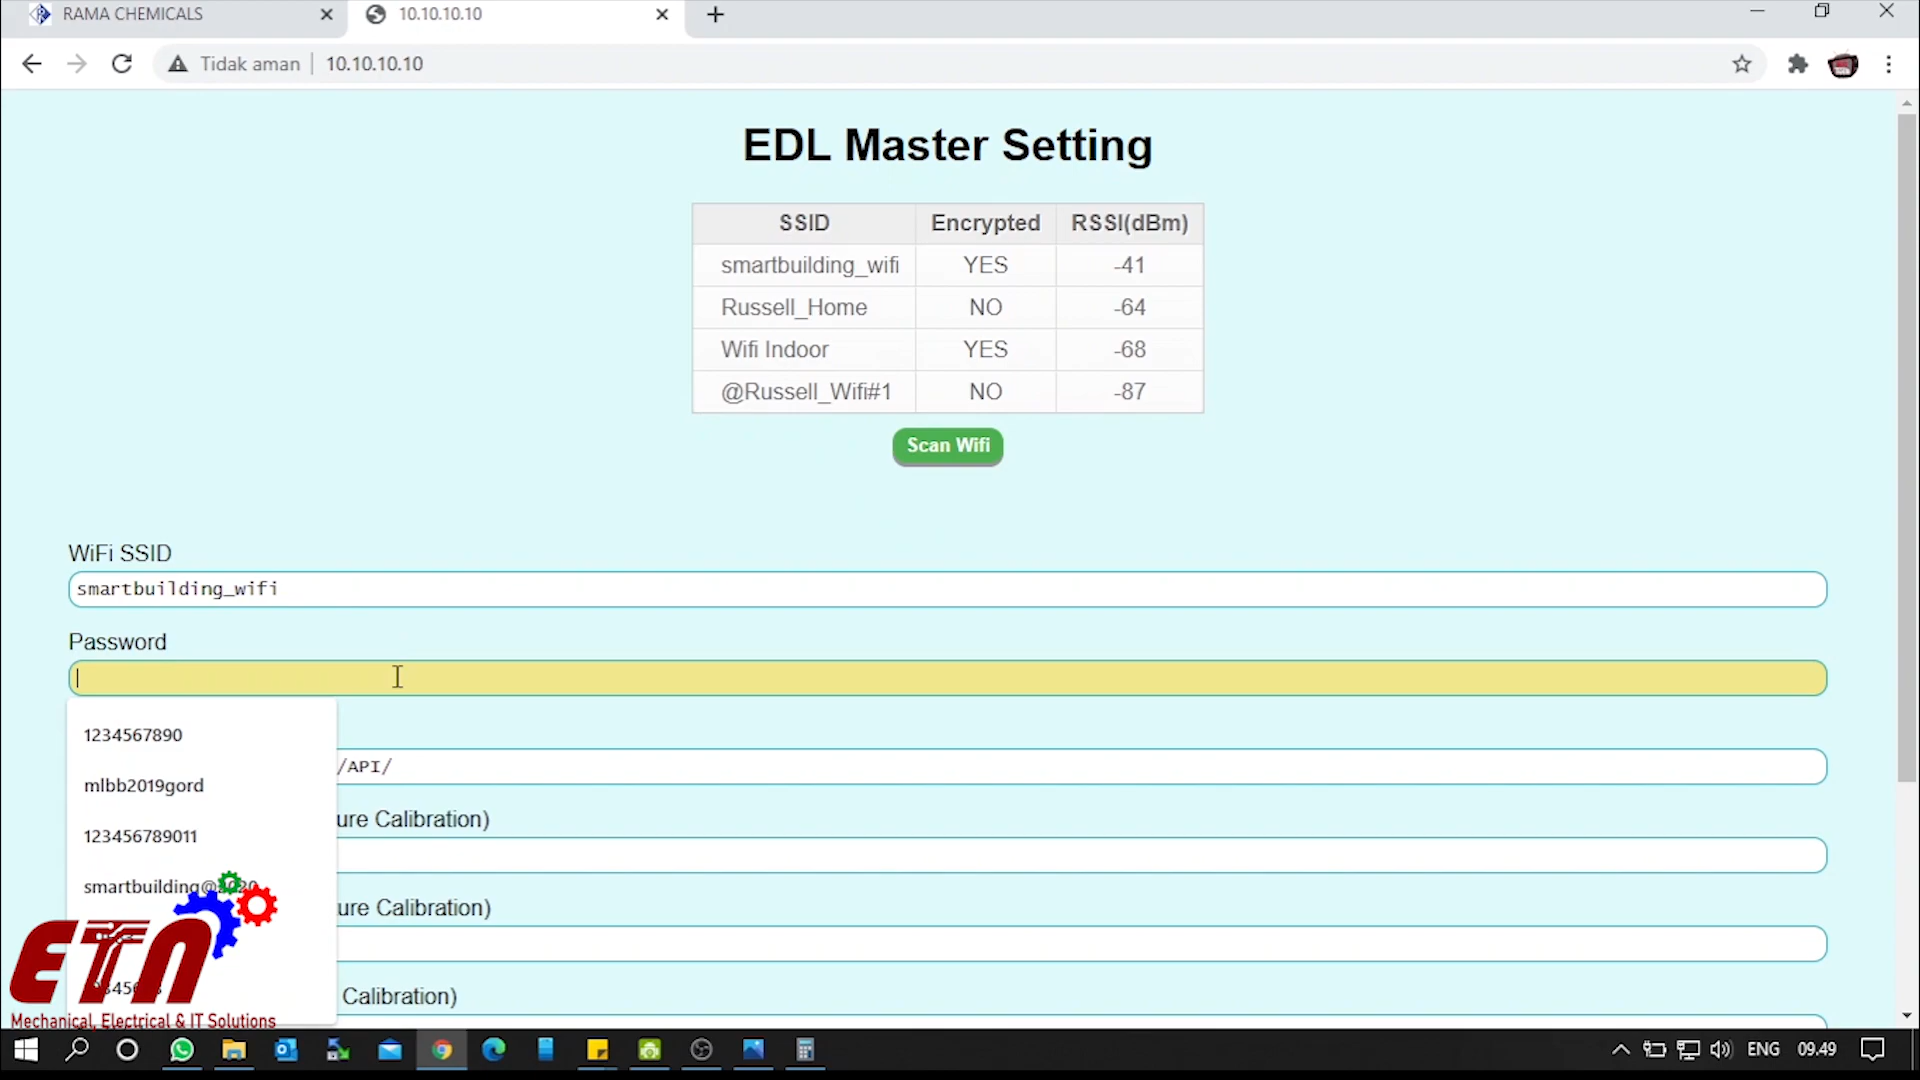 RAMA CHEMICALS
10.10.10.10
Tidak aman
10.10.10.10
EDL Master Setting
SSID Encrypted RSSI(dBm)
smartbuilding_wifi YES -41
Russell_Home NO -64
Wifi Indoor YES -68
@Russell_Wifi#1 NO -87
Scan Wifi
WiFi SSID
smartbuilding_wifi
Password
1234567890
/API/
mlbb2019gord
ure Calibration)
123456789011
smartbuilding@2020
ure Calibration)
Calibration)
ETN
Mechanical, Electrical & IT Solutions
ENG 09.49